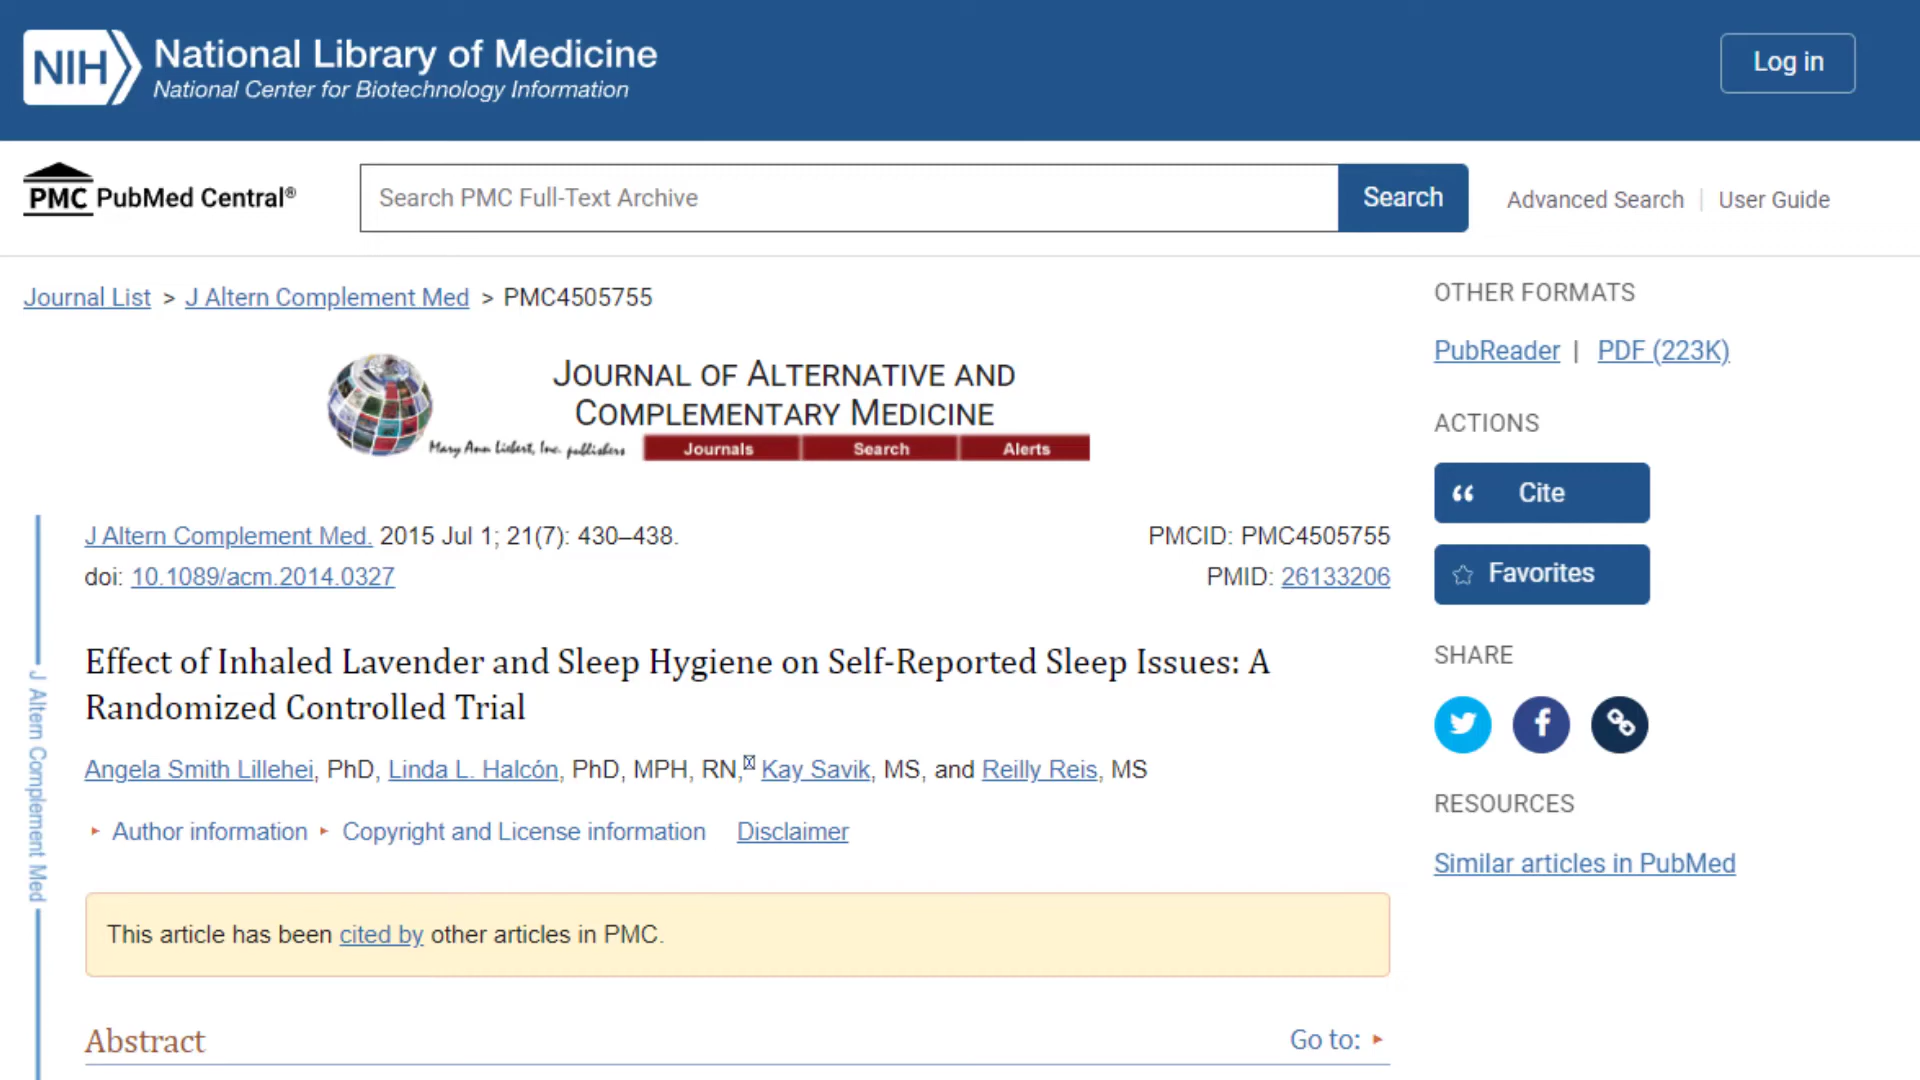 NIH National Library of Medicine
National Center for Biotechnology Information
Log in
PMC PubMed Central®
Search PMC Full-Text Archive
Search
Advanced Search | User Guide
Journal List > J Altern Complement Med > PMC4505755
JOURNAL OF ALTERNATIVE AND
COMPLEMENTARY MEDICINE
Mary Ann Liebert, Inc. publishers
Journals Search Alerts
J Altern Complement Med. 2015 Jul 1; 21(7): 430–438.
doi: 10.1089/acm.2014.0327
PMCID: PMC4505755
PMID: 26133206
Effect of Inhaled Lavender and Sleep Hygiene on Self-Reported Sleep Issues: A
Randomized Controlled Trial
Angela Smith Lillehei, PhD, Linda L. Halcón, PhD, MPH, RN, Kay Savik, MS, and Reilly Reis, MS
Author information Copyright and License information Disclaimer
This article has been cited by other articles in PMC.
Abstract
Go to:
J Altern Complement Med
OTHER FORMATS
PubReader | PDF (223K)
ACTIONS
Cite
Favorites
SHARE
RESOURCES
Similar articles in PubMed